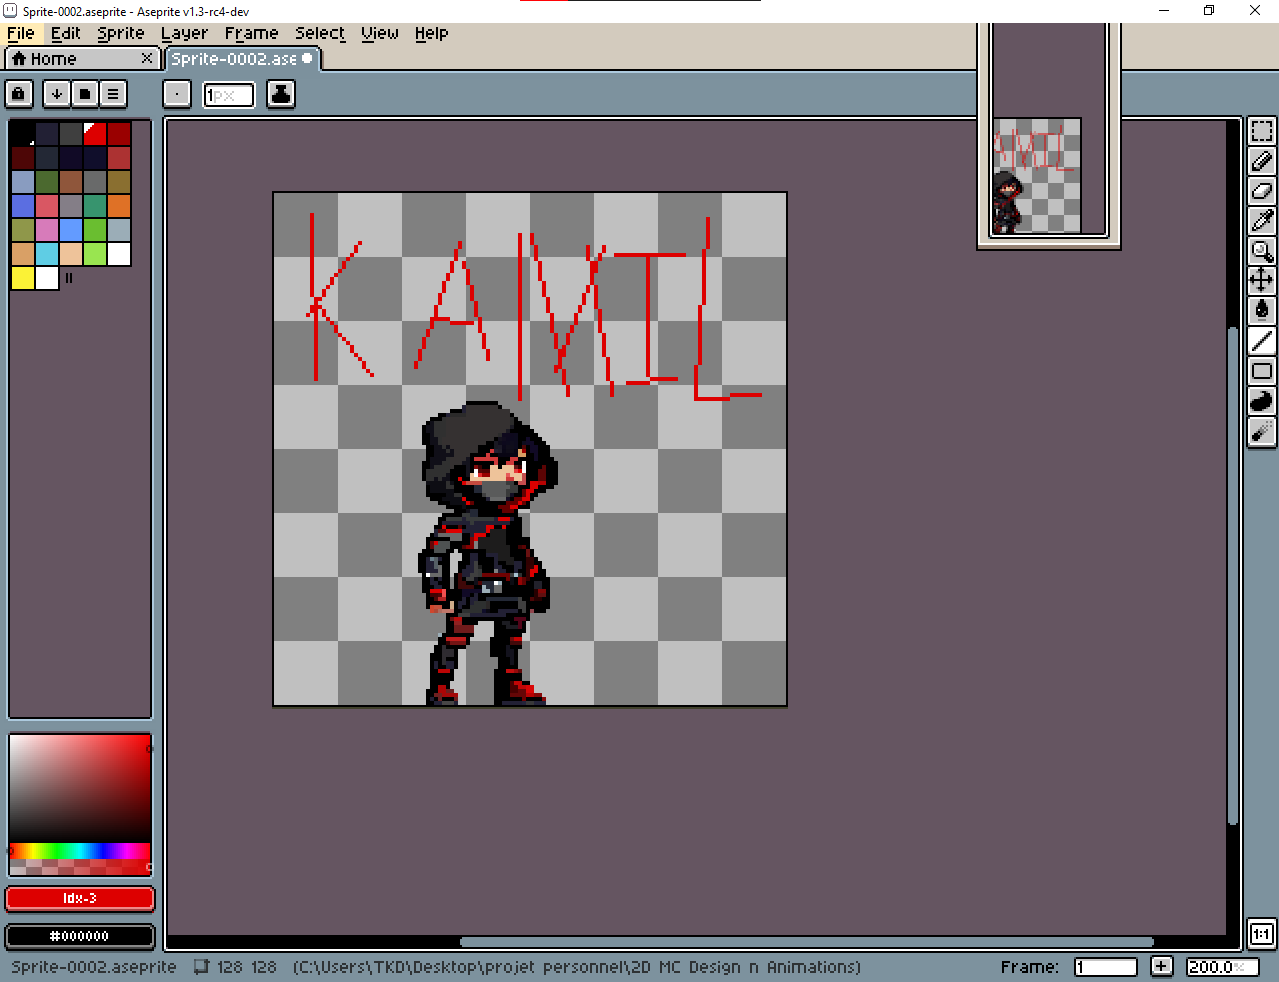 Sprite-0002.aseprite - Aseprite v1.3-rc4-dev
File Edit Sprite Layer Frame Select View Help
Home Sprite-0002.ase
1px
KAMIL
Idx-3
#000000
1:1
Sprite-0002.aseprite 128 128 (C:\Users\TKD\Desktop\projet personnel\2D MC Design n Animations) Frame: 1 200.0%